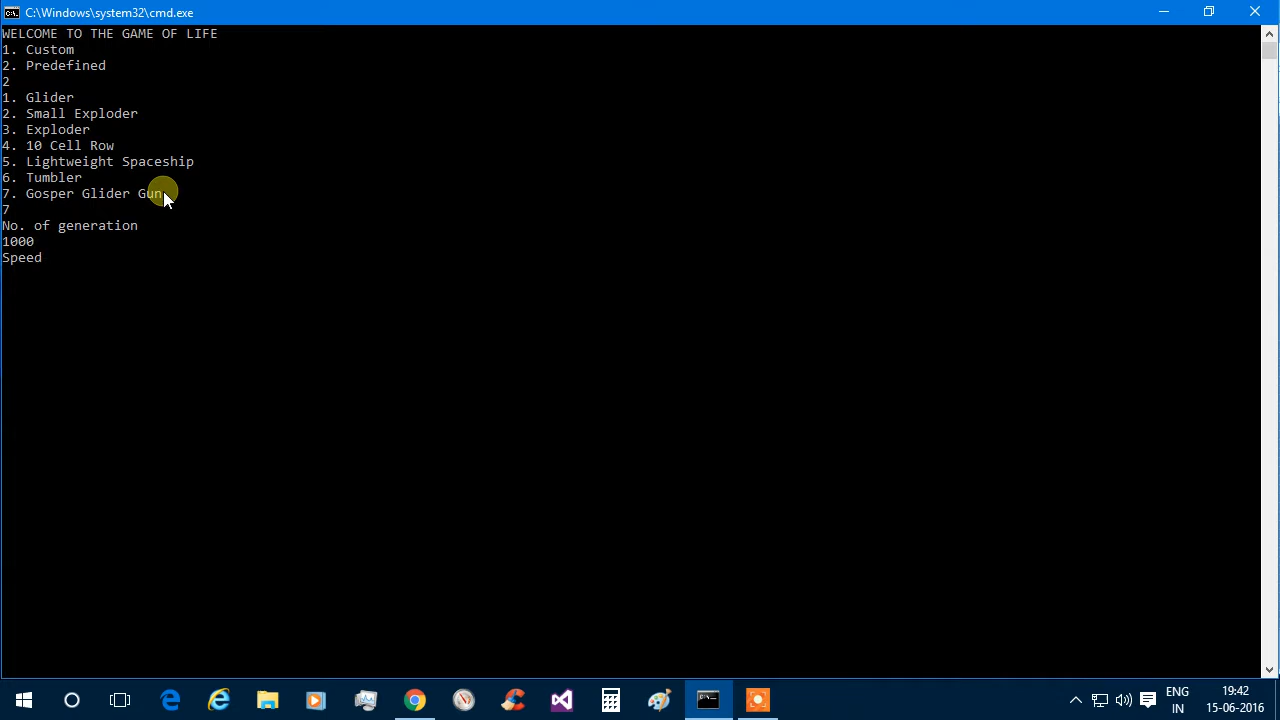 C:\Windows\system32\cmd.exe
WELCOME TO THE GAME OF LIFE
1. Custom
2. Predefined
2
1. Glider
2. Small Exploder
3. Exploder
4. 10 Cell Row
5. Lightweight Spaceship
6. Tumbler
7. Gosper Glider Gun
7
No. of generation
1000
Speed
ENG
IN
19:42
15-06-2016